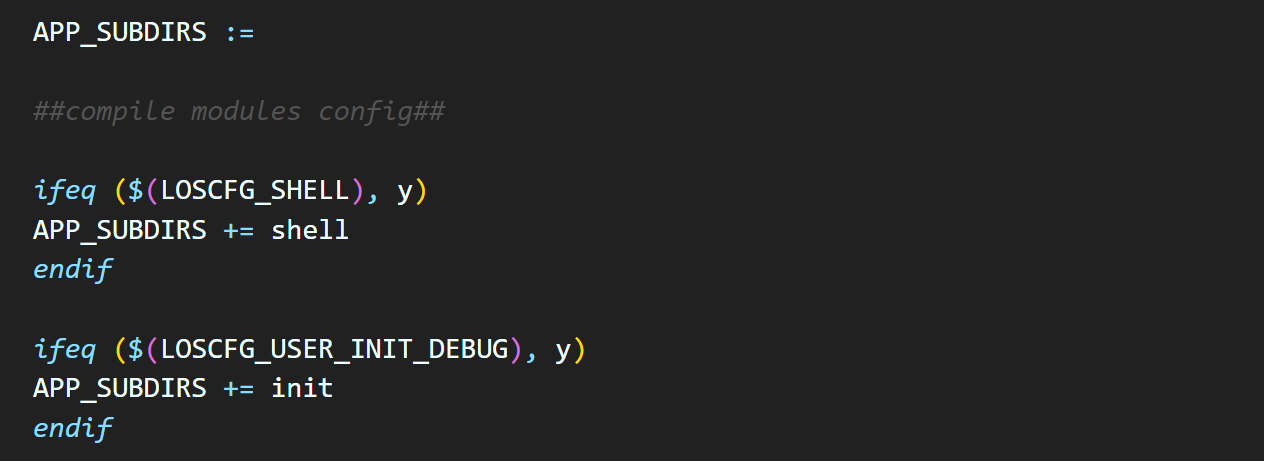 APP_SUBDIRS :=
##compile modules config##
ifeq ($(LOSCFG_SHELL), y)
APP_SUBDIRS += shell
endif
ifeq ($(LOSCFG_USER_INIT_DEBUG), y)
APP_SUBDIRS += init
endif